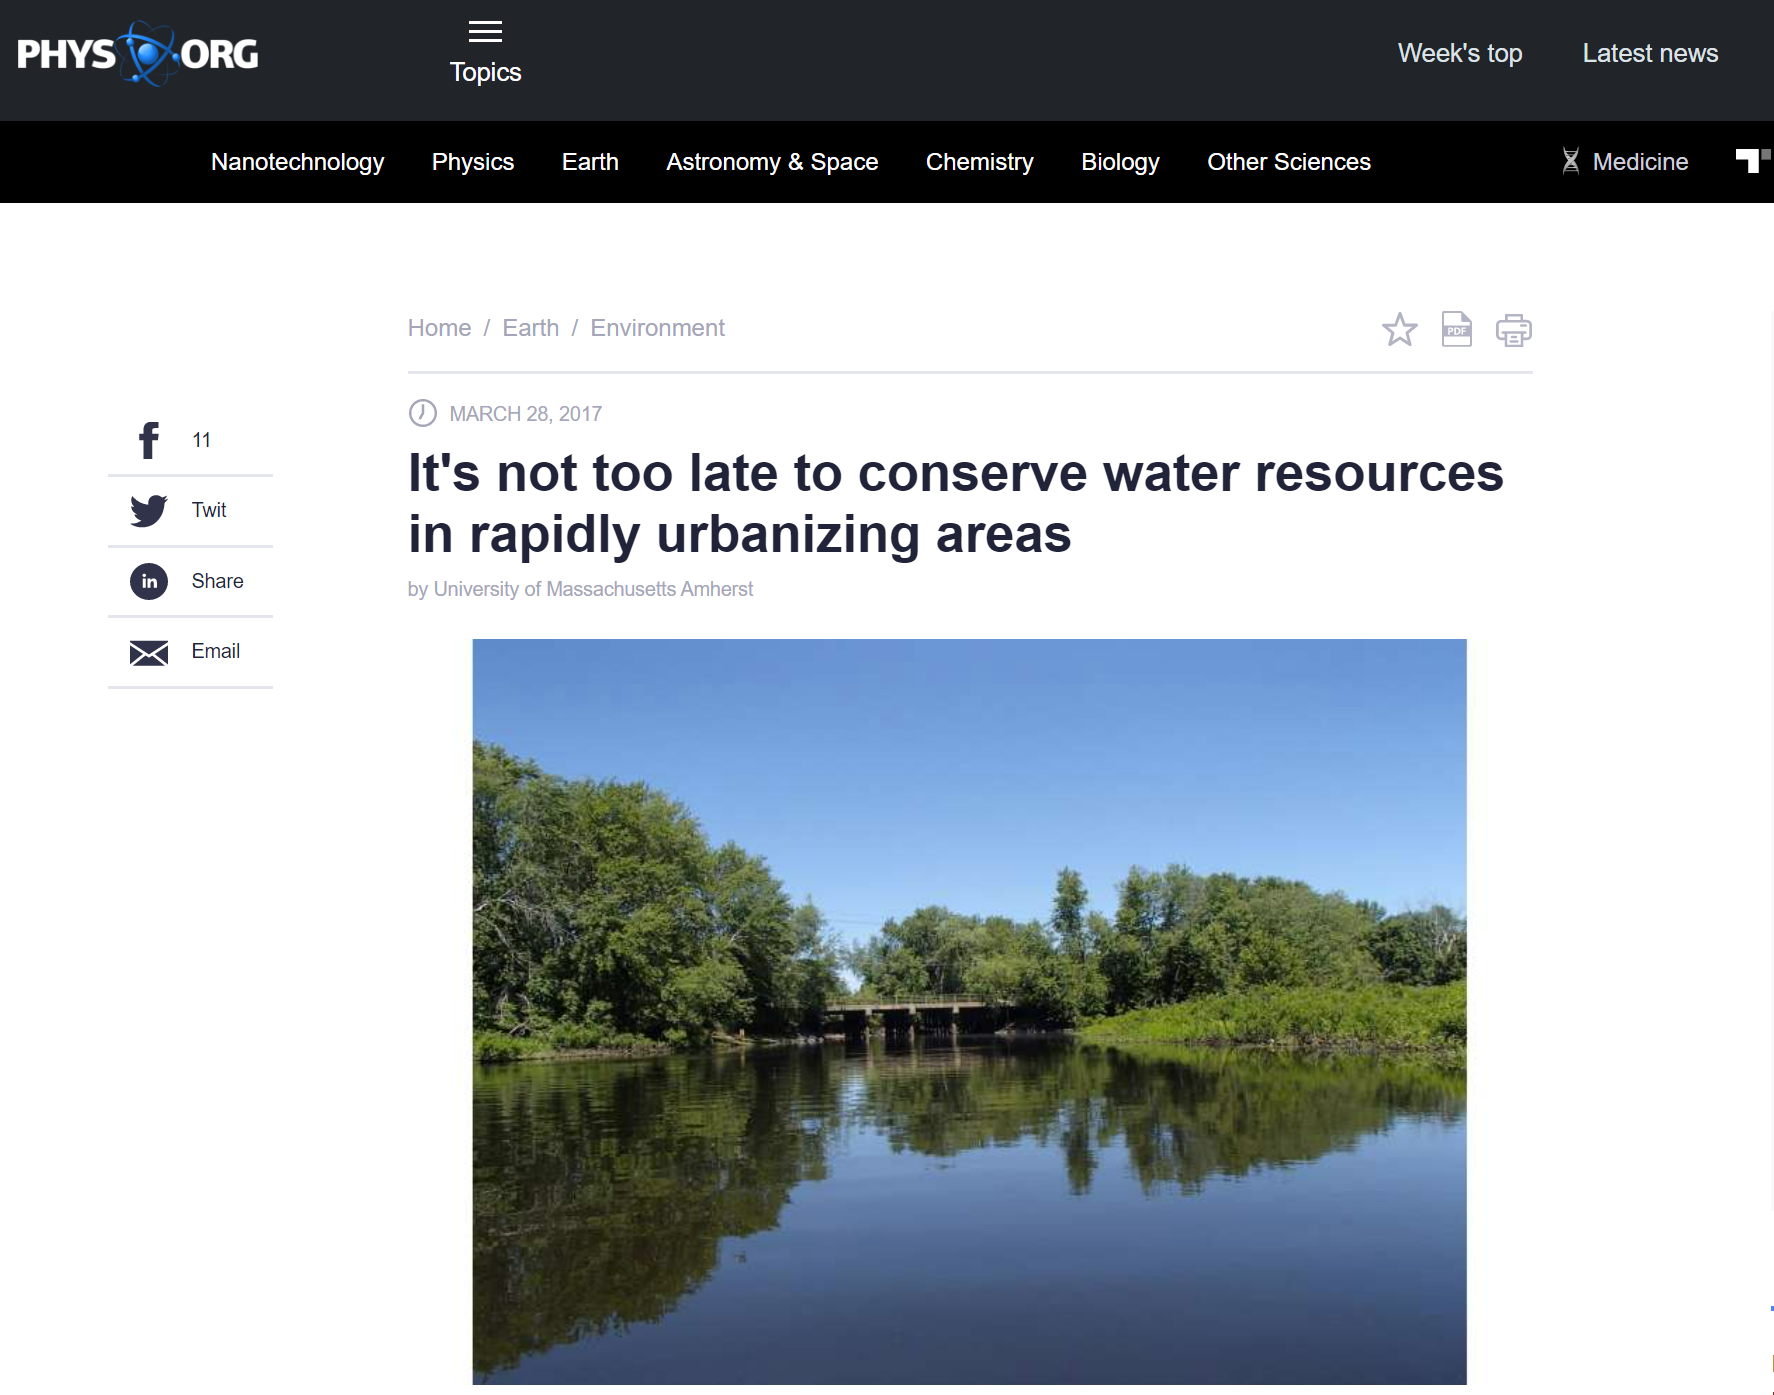 PHYS ORG
Topics
Week's top
Latest news
Nanotechnology
Physics
Earth
Astronomy & Space
Chemistry
Biology
Other Sciences
Medicine
Home / Earth / Environment
PDF
MARCH 28, 2017
It's not too late to conserve water resources
in rapidly urbanizing areas
by University of Massachusetts Amherst
11
Twit
in Share
Email